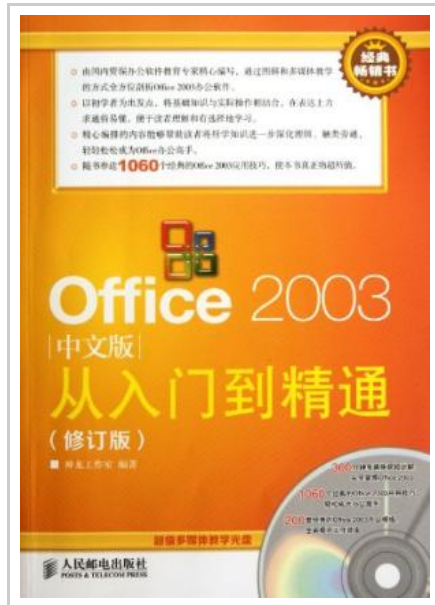 经典
畅销书
由国内资深办公软件教育专家精心编写，通过图解和多媒体教学
的方式全方位剖析Office 2003办公软件。
以初学者为出发点，将基础知识与实际操作相结合，在表达上力
求通俗易懂，便于读者理解和有选择地学习。
精心编排的内容能够帮助读者将所学知识进一步深化理解、触类旁通，
轻轻松松成为Office办公高手。
随书奉送1060个经典的Office 2003应用技巧，使本书真正物超所值。
Office 2003
中文版
从入门到精通
（修订版）
神龙工作室 编著
超值多媒体教学光盘
人民邮电出版社
POSTS & TELECOM PRESS